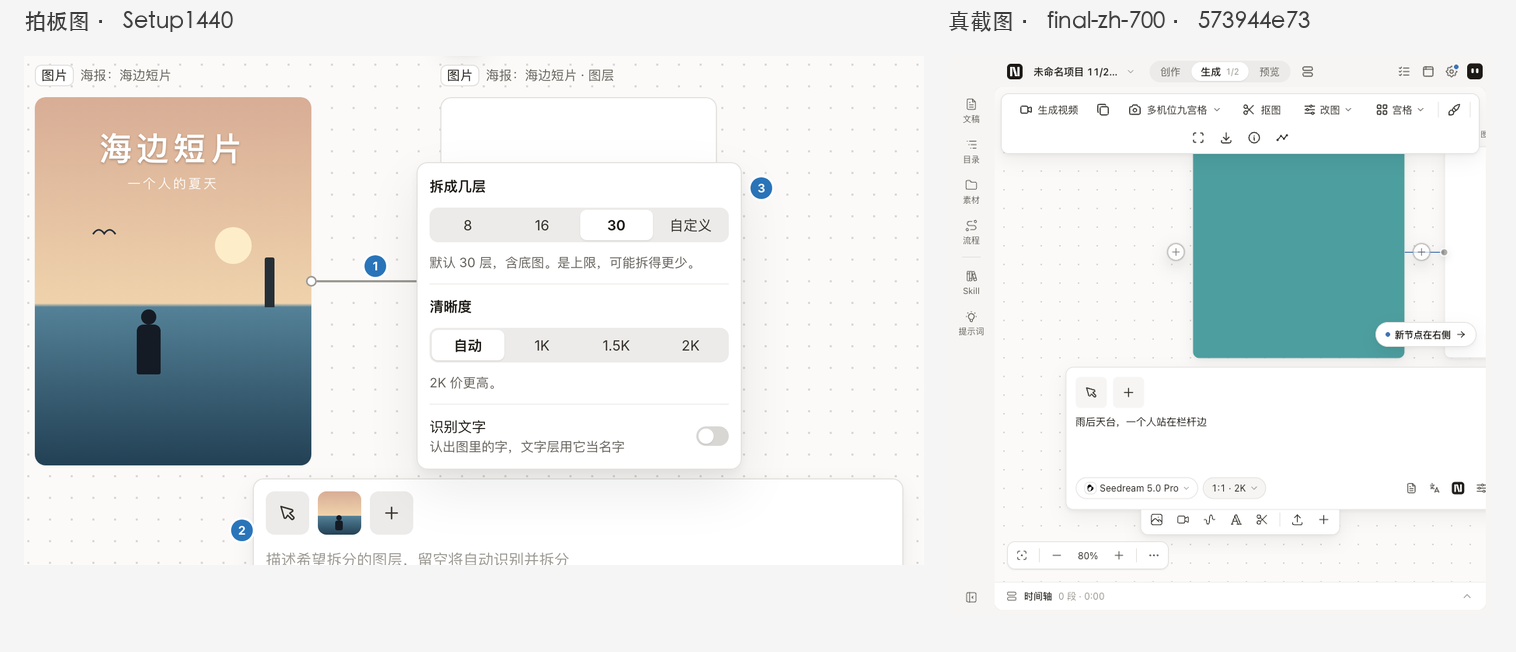 拍板图 · Setup1440
图片 海报：海边短片
图片 海报：海边短片 · 图层
海边短片
一个人的夏天
1
拆成几层
3
8 16 30 自定义
默认 30 层，含底图。是上限，可能拆得更少。
清晰度
自动 1K 1.5K 2K
2K 价更高。
识别文字
认出图里的字，文字层用它当名字
2
描述希望拆分的图层，留空将自动识别并拆分
真截图 · final-zh-700 · 573944e73
未命名项目 11/2... 创作 生成 1/2 预览
文稿
目录
素材
流程
Skill
提示词
生成视频 多机位九宫格 抠图 改图 宫格
新节点在右侧
雨后天台，一个人站在栏杆边
Seedream 5.0 Pro 1:1 · 2K
80%
时间轴 0 段 · 0:00